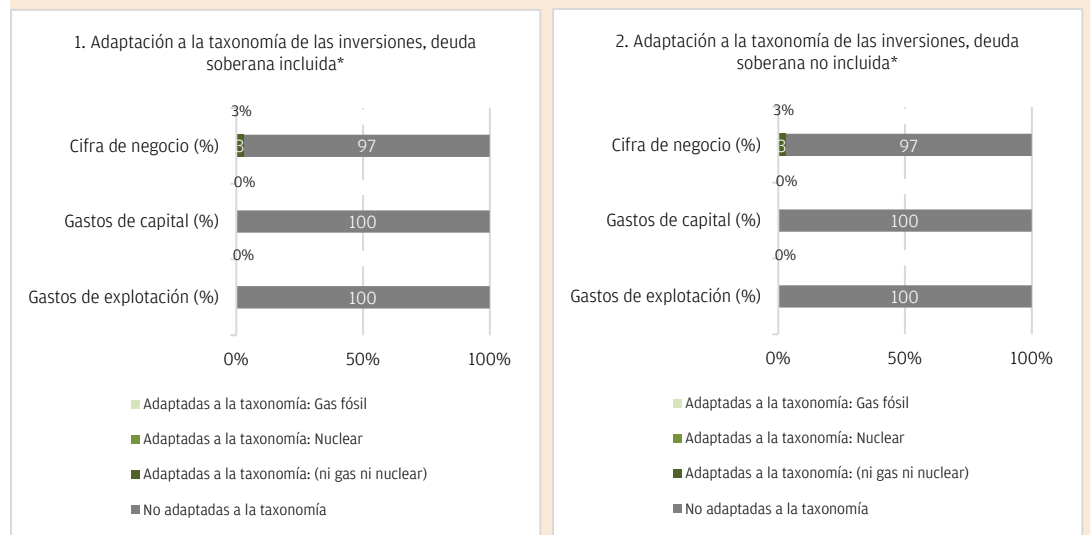 1. Adaptación a la taxonomía de las inversiones, deuda
soberana incluida*
3%
Cifra de negocio (%)
3
97
0%
Gastos de capital (%)
100
0%
Gastos de explotación (%)
100
0%
50%
100%
Adaptadas a la taxonomía: Gas fósil
Adaptadas a la taxonomía: Nuclear
Adaptadas a la taxonomía: (ni gas ni nuclear)
No adaptadas a la taxonomía
2. Adaptación a la taxonomía de las inversiones, deuda
soberana no incluida*
3%
Cifra de negocio (%)
3
97
0%
Gastos de capital (%)
100
0%
Gastos de explotación (%)
100
0%
50%
100%
Adaptadas a la taxonomía: Gas fósil
Adaptadas a la taxonomía: Nuclear
Adaptadas a la taxonomía: (ni gas ni nuclear)
No adaptadas a la taxonomía